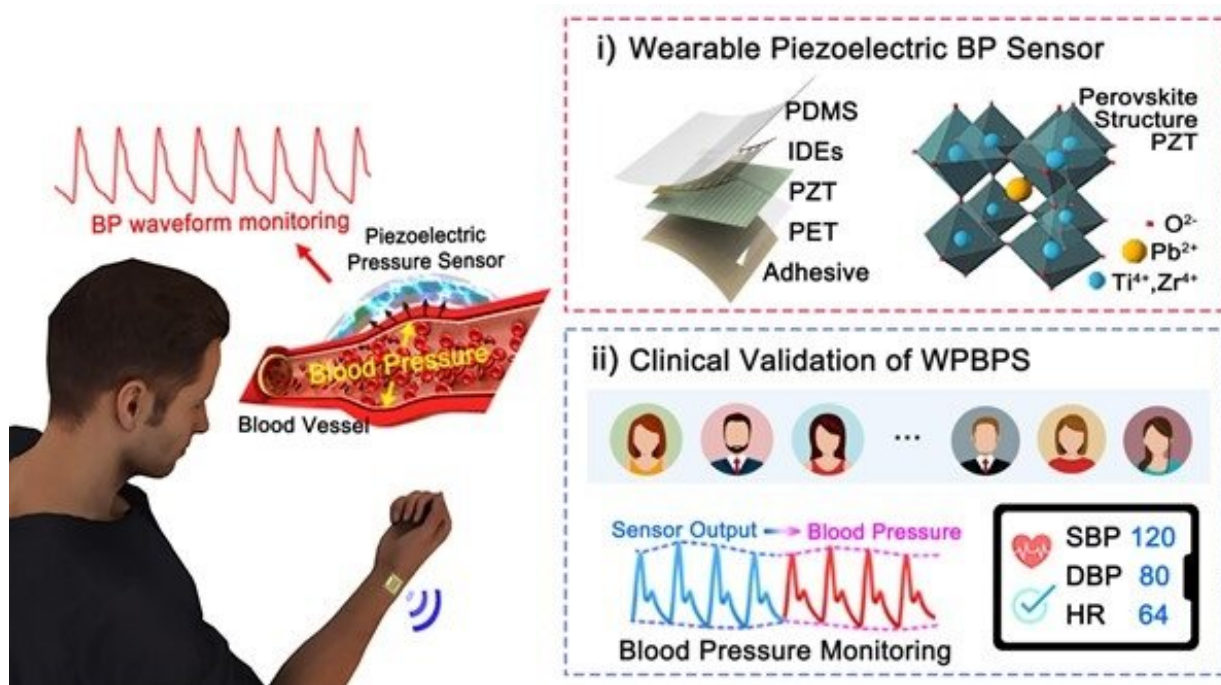 BP waveform monitoring
Piezoelectric
Pressure Sensor
Blood Pressure
Blood Vessel
i) Wearable Piezoelectric BP Sensor
PDMS
IDEs
PZT
PET
Adhesive
Perovskite
Structure
PZT
O²⁻
Pb²⁺
Ti⁴⁺,Zr⁴⁺
ii) Clinical Validation of WPBPS
...
Sensor Output Blood Pressure
Blood Pressure Monitoring
SBP 120
DBP 80
HR 64